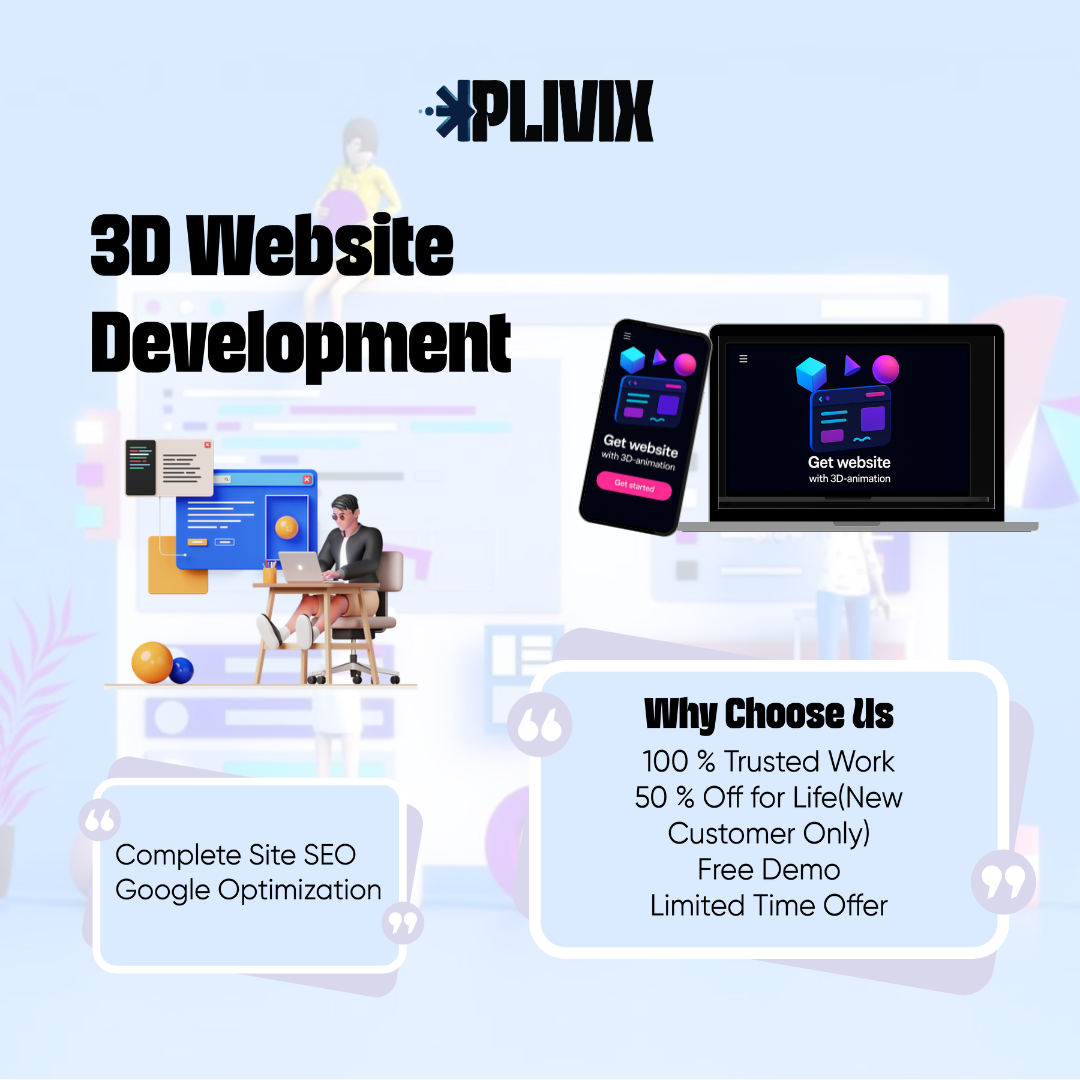 PLIVIX
3D Website
Development
Get website
with 3D-animation
Get started
Get website
with 3D-animation
Why Choose Us
100 % Trusted Work
50 % Off for Life(New
Customer Only)
Free Demo
Limited Time Offer
Complete Site SEO
Google Optimization